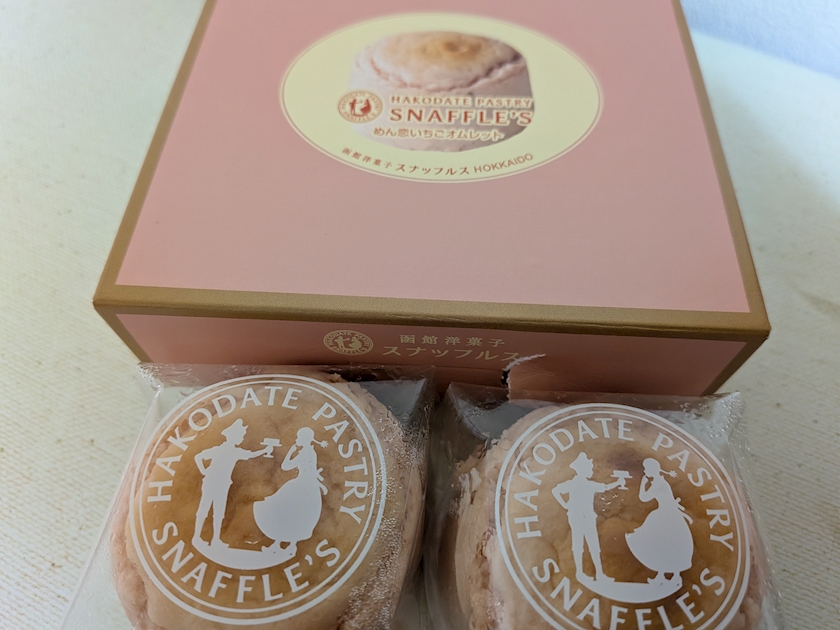 HAKODATE PASTRY
SNAFFLE'S
めん恋いちごオムレット
函館洋菓子 スナッフルス HOKKAIDO
函館洋菓子
スナッフルス
HAKODATE PASTRY
SNAFFLE'S
HAKODATE PASTRY
SNAFFLE'S